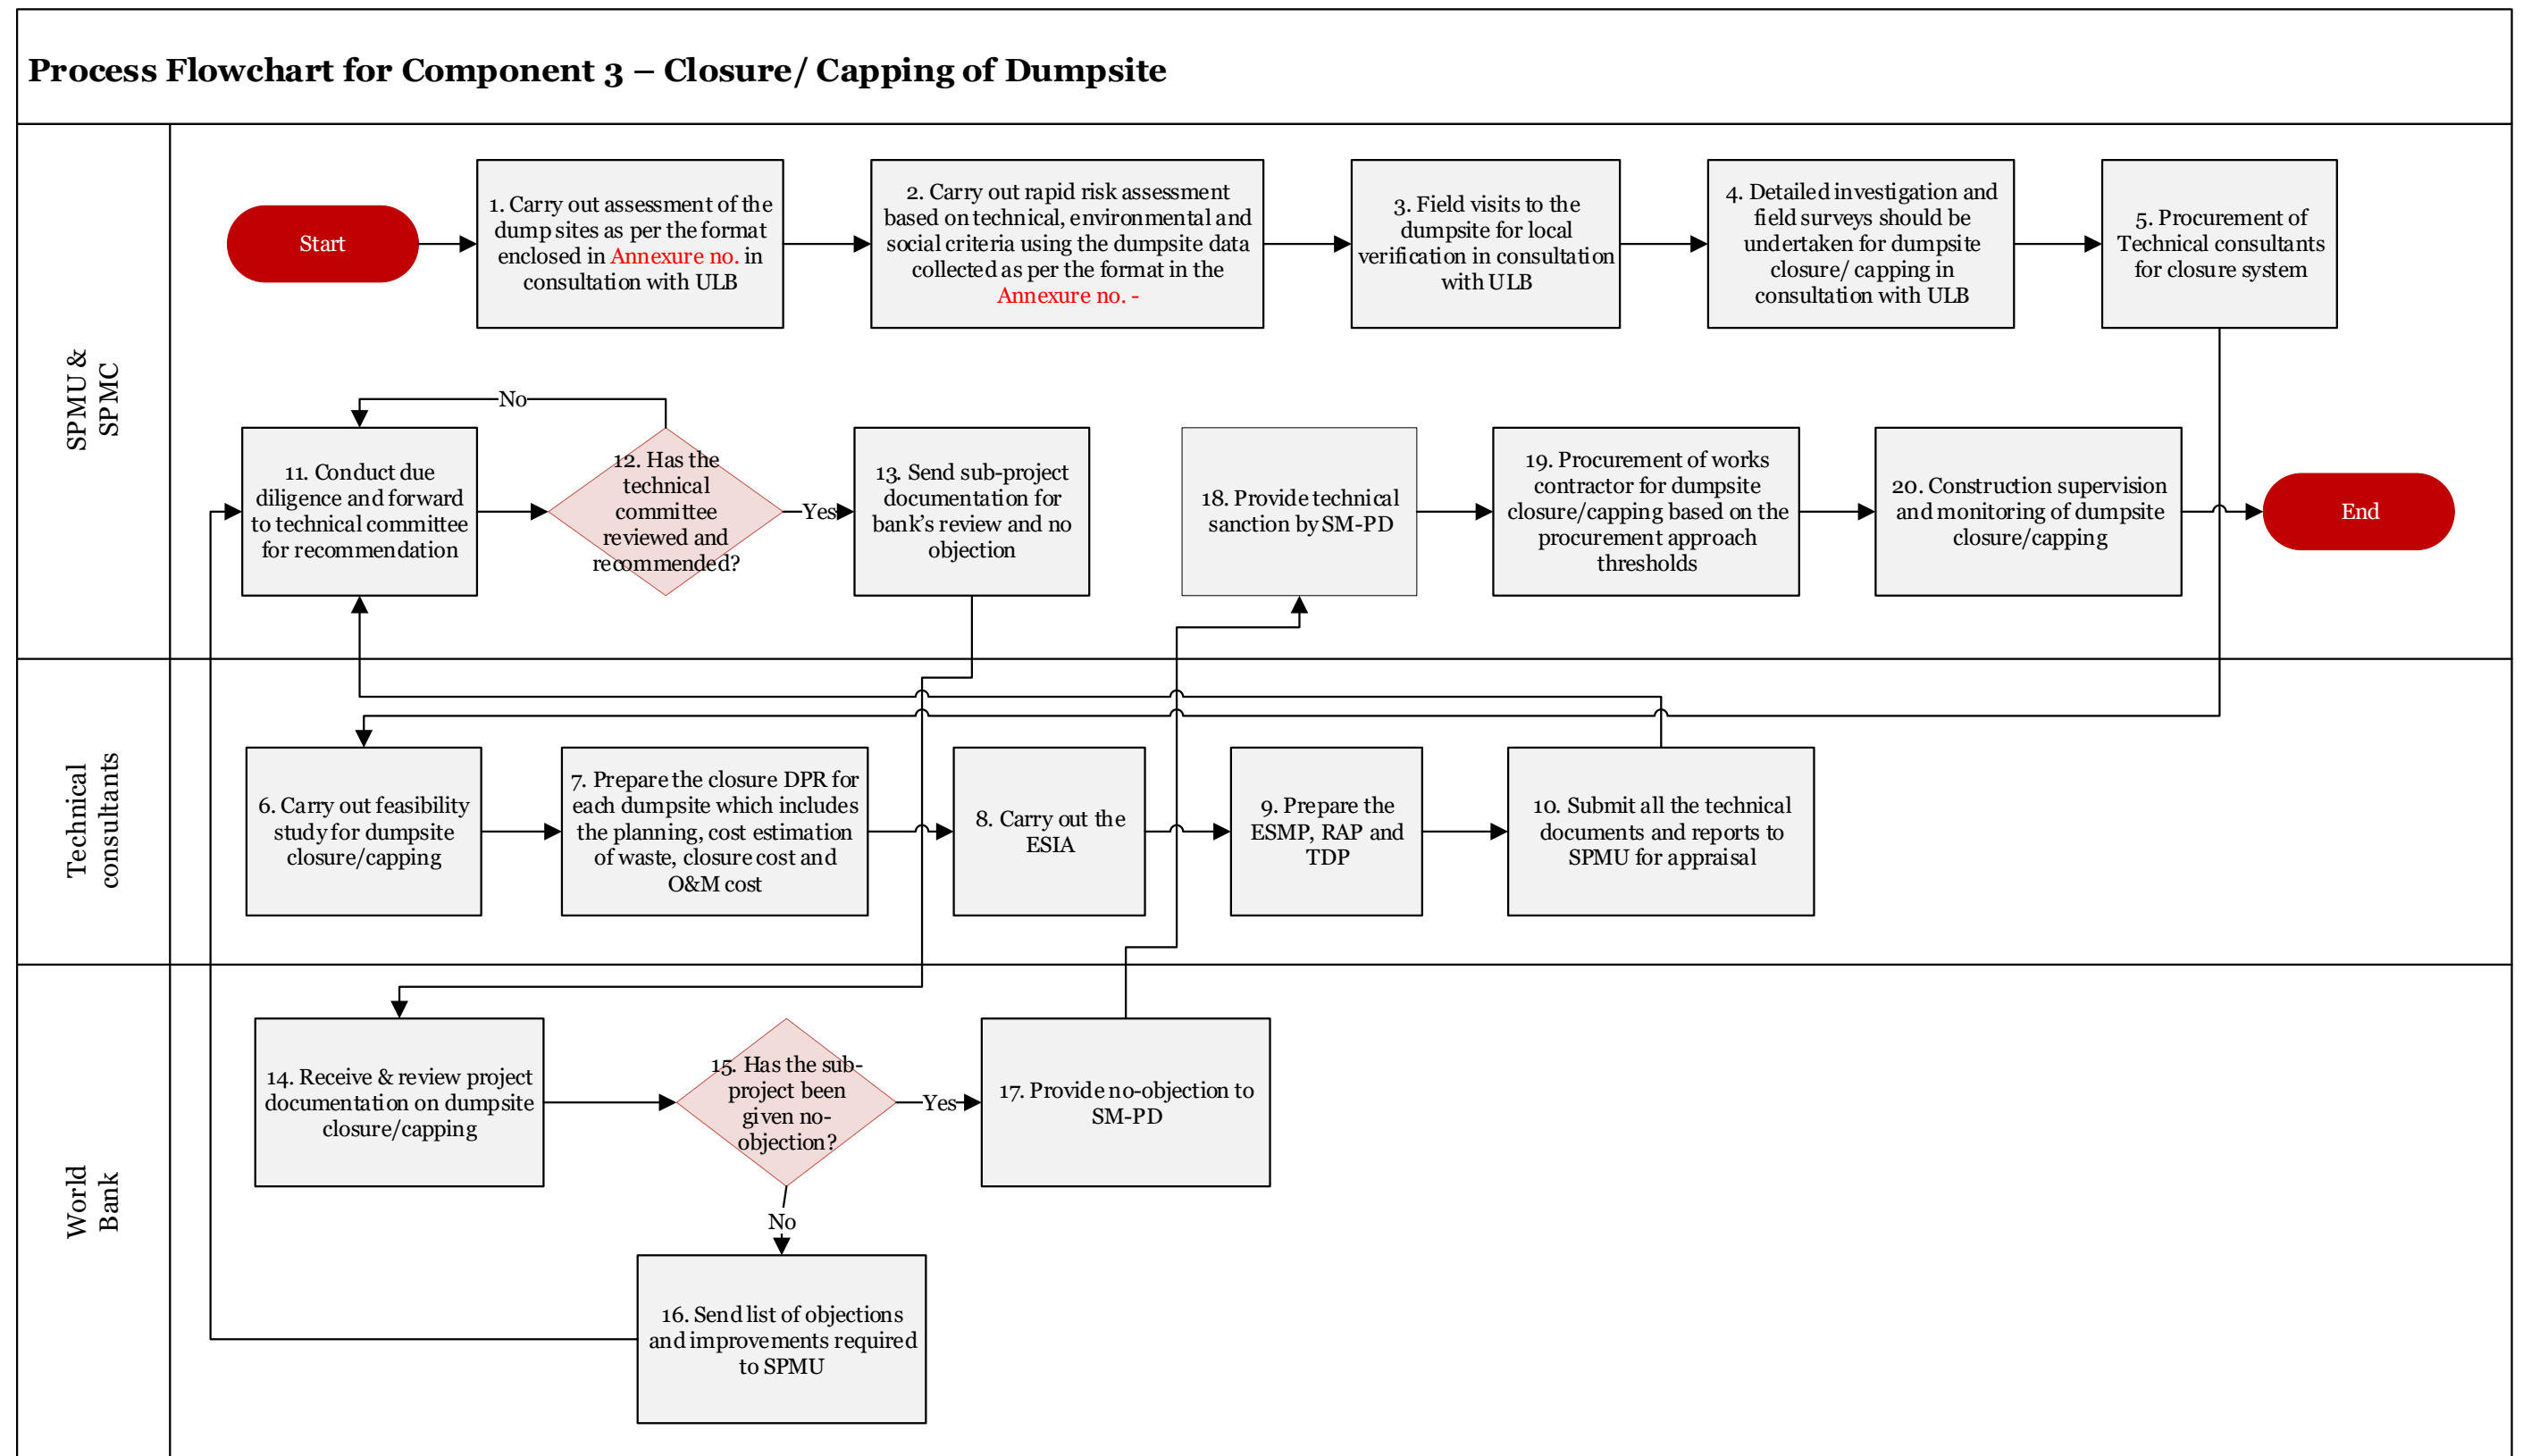 Process Flowchart for Component 3 – Closure/ Capping of Dumpsite
SPMU &
SPMC
Start
1. Carry out assessment of the
dump sites as per the format
enclosed in Annexure no. in
consultation with ULB
2. Carry out rapid risk assessment
based on technical, environmental and
social criteria using the dumpsite data
collected as per the format in the
Annexure no. -
3. Field visits to the
dumpsite for local
verification in consultation
with ULB
4. Detailed investigation and
field surveys should be
undertaken for dumpsite
closure/ capping in
consultation with ULB
5. Procurement of
Technical consultants
for closure system
No
11. Conduct due
diligence and forward
to technical committee
for recommendation
12. Has the
technical
committee
reviewed and
recommended?
Yes
13. Send sub-project
documentation for
bank’s review and no
objection
18. Provide technical
sanction by SM-PD
19. Procurement of works
contractor for dumpsite
closure/capping based on the
procurement approach
thresholds
20. Construction supervision
and monitoring of dumpsite
closure/capping
End
Technical
consultants
6. Carry out feasibility
study for dumpsite
closure/capping
7. Prepare the closure DPR for
each dumpsite which includes
the planning, cost estimation
of waste, closure cost and
O&M cost
8. Carry out the
ESIA
9. Prepare the
ESMP, RAP and
TDP
10. Submit all the technical
documents and reports to
SPMU for appraisal
World
Bank
14. Receive & review project
documentation on dumpsite
closure/capping
15. Has the sub-
project been
given no-
objection?
Yes
17. Provide no-objection to
SM-PD
No
16. Send list of objections
and improvements required
to SPMU